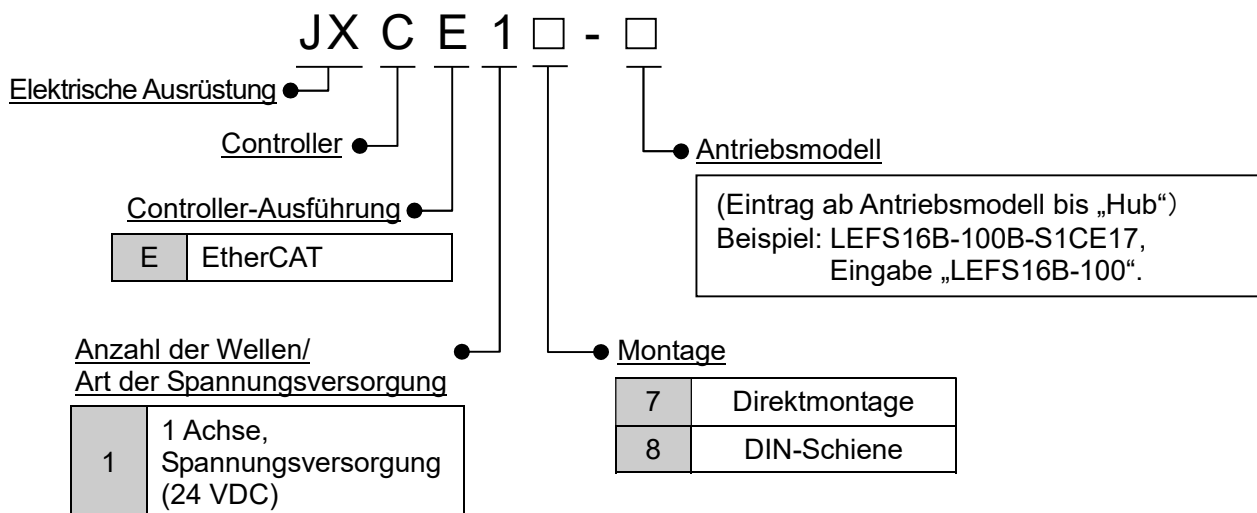 JX C E 1 □ - □
Elektrische Ausrüstung
Controller
Controller-Ausführung
E EtherCAT
Anzahl der Wellen/
Art der Spannungsversorgung
1 1 Achse,
Spannungsversorgung
(24 VDC)
Antriebsmodell
(Eintrag ab Antriebsmodell bis „Hub“）
Beispiel: LEFS16B-100B-S1CE17,
Eingabe „LEFS16B-100“.
Montage
7 Direktmontage
8 DIN-Schiene